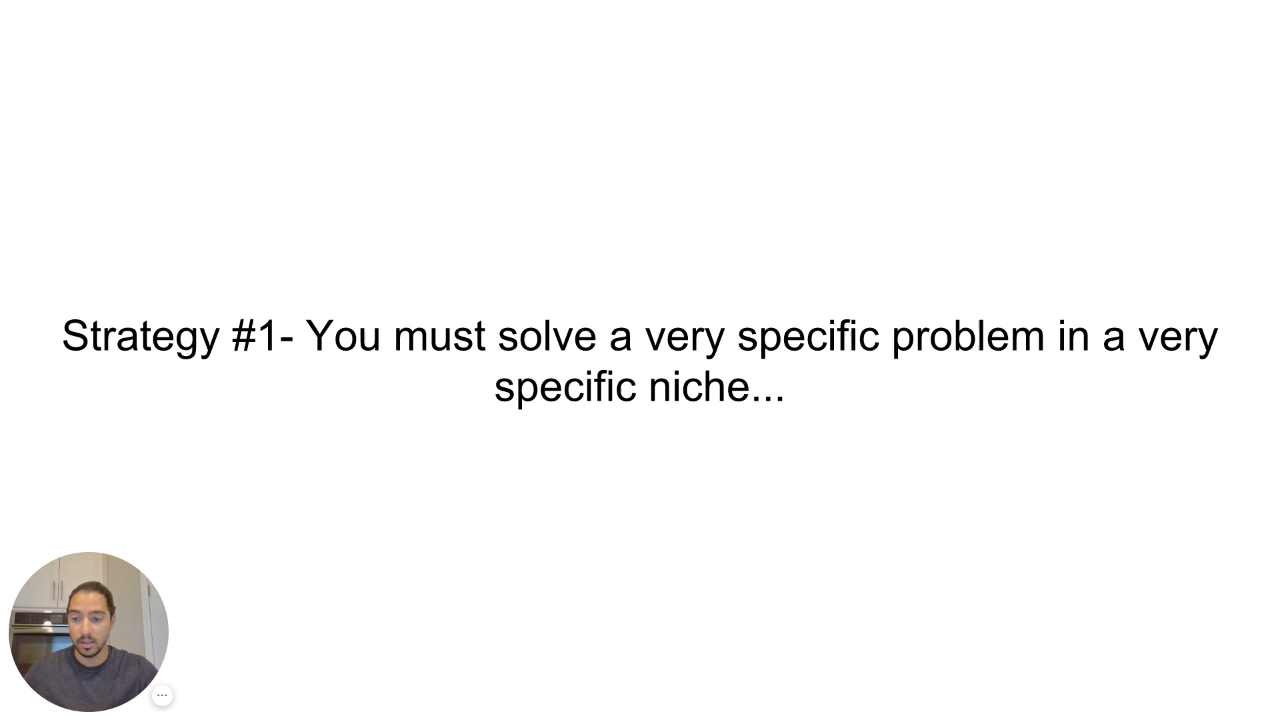 Strategy #1- You must solve a very specific problem in a very
specific niche...